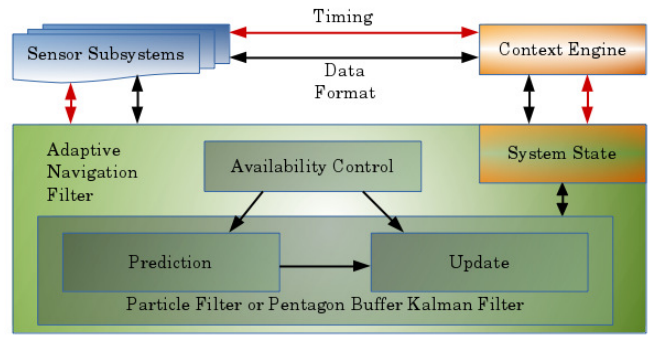 Timing
Sensor Subsystems
Context Engine
Data
Format
Adaptive
Navigation
Filter
Availability Control
System State
Prediction
Update
Particle Filter or Pentagon Buffer Kalman Filter